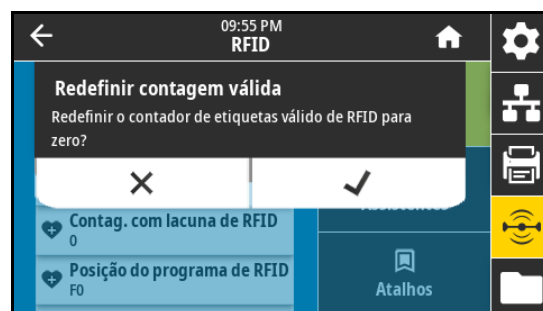 09:55 PM
RFID
Redefinir contagem válida
Redefinir o contador de etiquetas válido de RFID para
zero?
Contag. com lacuna de RFID
0
Posição do programa de RFID
F0
Atalhos